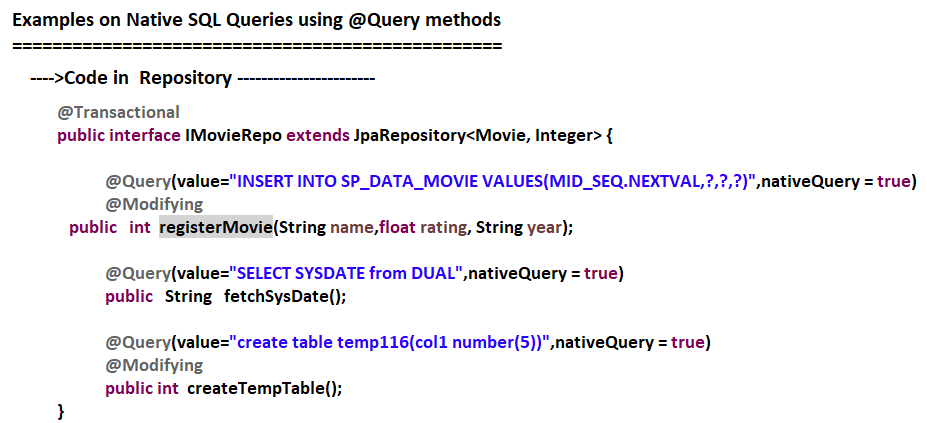 Examples on Native SQL Queries using @Query methods
=================================================
---->Code in  Repository -----------------------
@Transactional
public interface IMovieRepo extends JpaRepository<Movie, Integer> {
@Query(value="INSERT INTO SP_DATA_MOVIE VALUES(MID_SEQ.NEXTVAL,?,?,?)",nativeQuery = true)
@Modifying
public  int  registerMovie(String name,float rating, String year);
@Query(value="SELECT SYSDATE from DUAL",nativeQuery = true)
public  String  fetchSysDate();
@Query(value="create table temp116(col1 number(5))",nativeQuery = true)
@Modifying
public int  createTempTable();
}